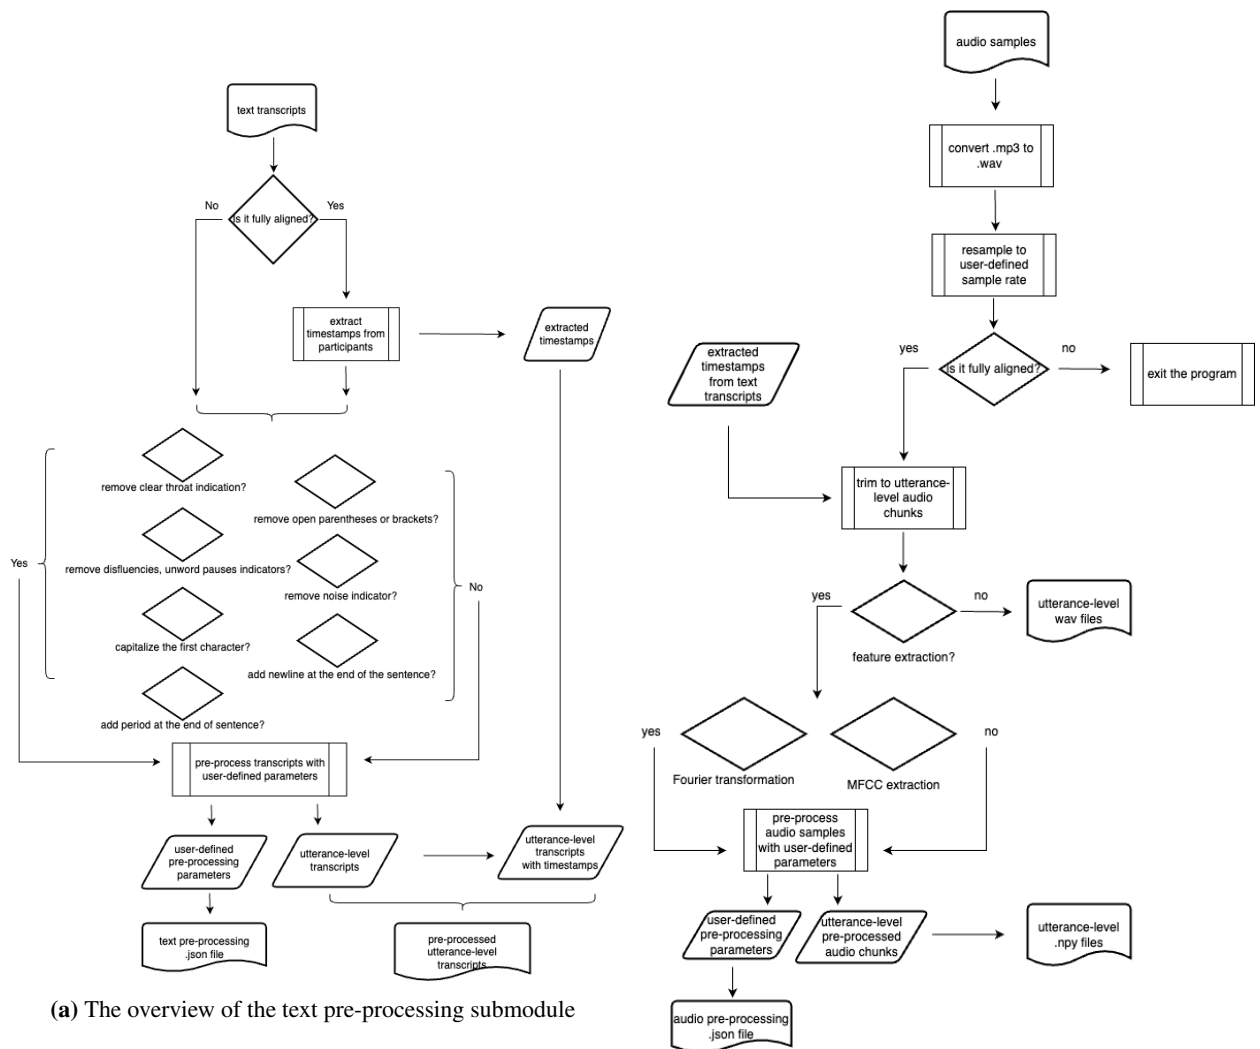 text transcripts
No
Yes
Is it fully aligned?
extract
timestamps from
participants
extracted
timestamps
remove clear throat indication?
remove open parentheses or brackets?
remove disfluencies, unword pauses indicators?
remove noise indicator?
Yes
No
capitalize the first character?
add newline at the end of the sentence?
add period at the end of sentence?
pre-process transcripts with
user-defined parameters
user-defined
pre-processing
parameters
utterance-level
transcripts
utterance-level
transcripts
with timestamps
text pre-processing
.json file
pre-processed
utterance-level
transcripts
(a) The overview of the text pre-processing submodule
audio samples
convert .mp3 to
.wav
resample to
user-defined
sample rate
yes
no
Is it fully aligned?
exit the program
extracted
timestamps
from text
transcripts
trim to utterance-
level audio
chunks
yes
no
feature extraction?
utterance-level
wav files
yes
no
Fourier transformation
MFCC extraction
pre-process
audio samples
with user-defined
parameters
user-defined
pre-processing
parameters
utterance-level
pre-processed
audio chunks
utterance-level
.npy files
audio pre-processing
.json file